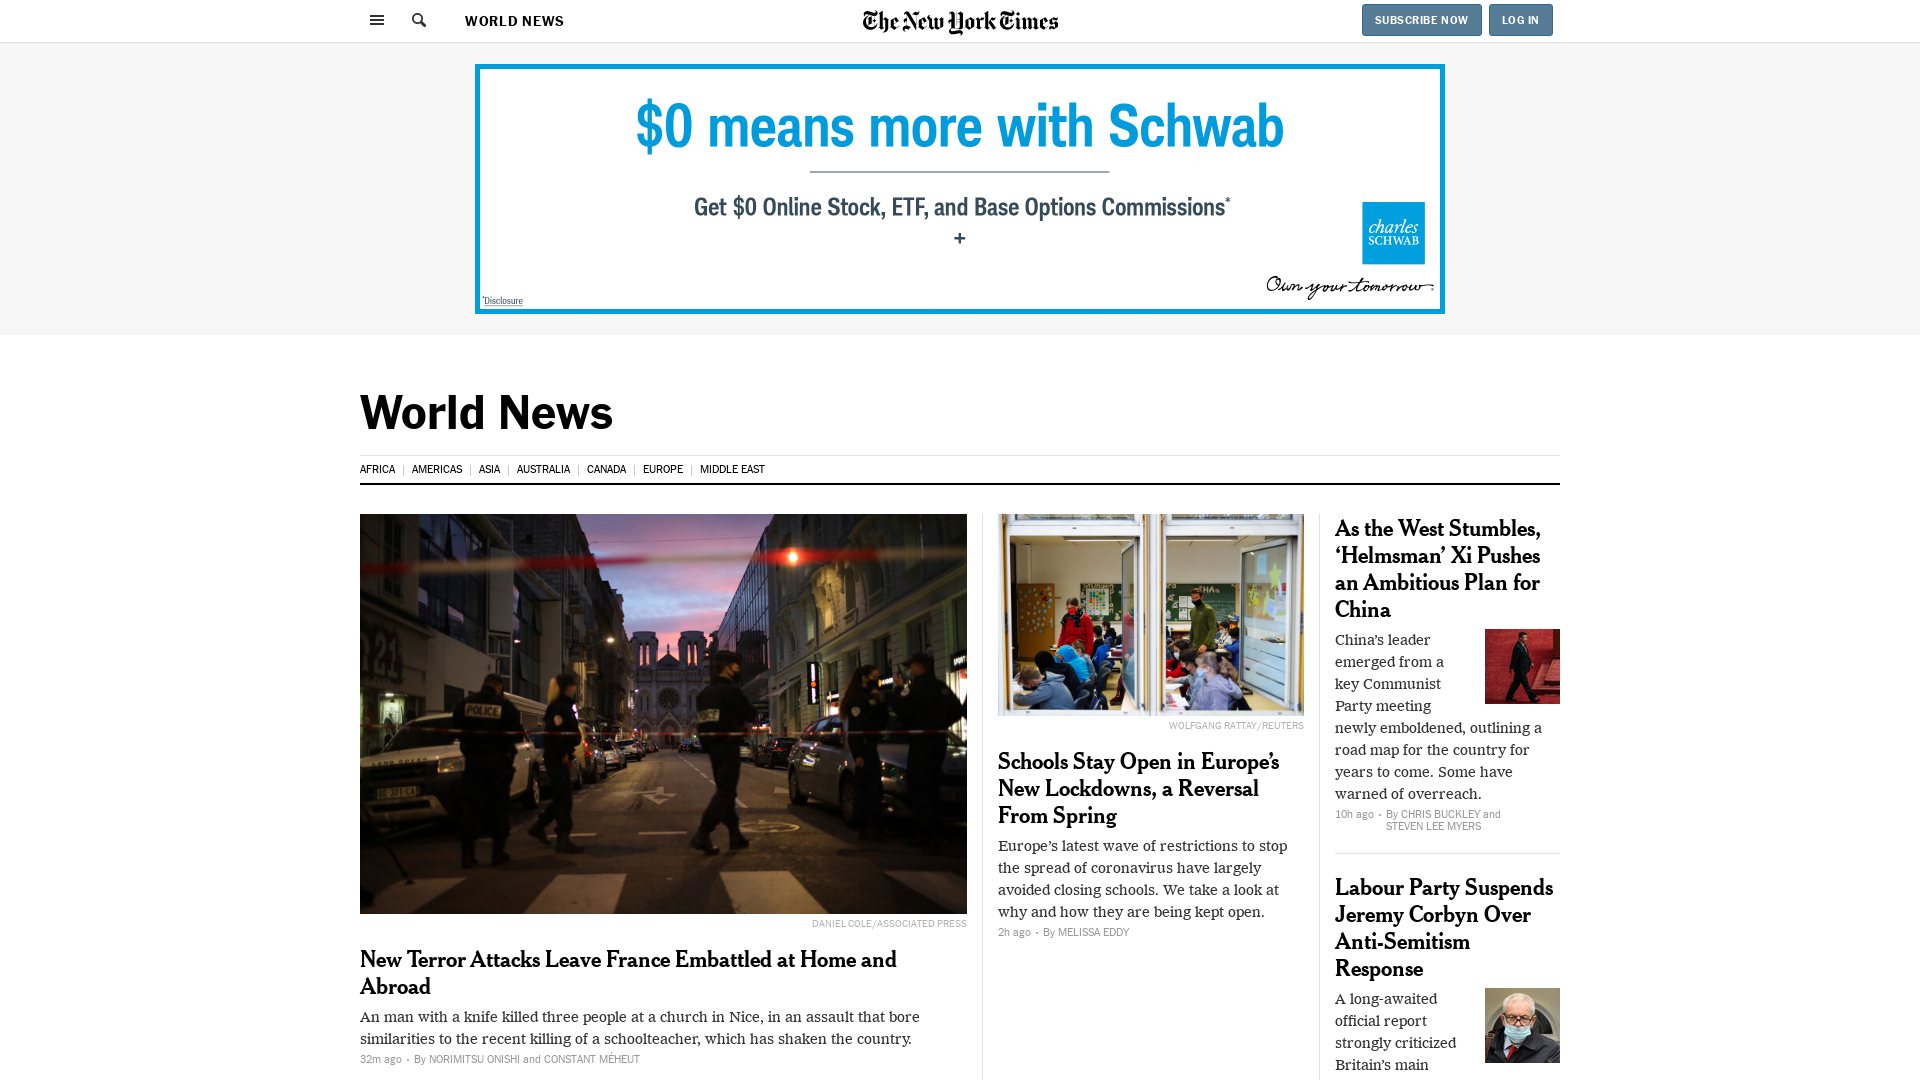 WORLD NEWS
The New York Times
SUBSCRIBE NOW
LOG IN
$0 means more with Schwab
Get $0 Online Stock, ETF, and Base Options Commissions*
+
charles
SCHWAB
Own your tomorrow
*Disclosure
World News
AFRICA
AMERICAS
ASIA
AUSTRALIA
CANADA
EUROPE
MIDDLE EAST
POLICE
DANIEL COLE/ASSOCIATED PRESS
New Terror Attacks Leave France Embattled at Home and
Abroad
An man with a knife killed three people at a church in Nice, in an assault that bore
similarities to the recent killing of a schoolteacher, which has shaken the country.
32m ago • By NORIMITSU ONISHI and CONSTANT MÉHEUT
WOLFGANG RATTAY/REUTERS
Schools Stay Open in Europe’s
New Lockdowns, a Reversal
From Spring
Europe’s latest wave of restrictions to stop
the spread of coronavirus have largely
avoided closing schools. We take a look at
why and how they are being kept open.
2h ago • By MELISSA EDDY
As the West Stumbles,
‘Helmsman’ Xi Pushes
an Ambitious Plan for
China
China’s leader
emerged from a
key Communist
Party meeting
newly emboldened, outlining a
road map for the country for
years to come. Some have
warned of overreach.
10h ago • By CHRIS BUCKLEY and
STEVEN LEE MYERS
Labour Party Suspends
Jeremy Corbyn Over
Anti-Semitism
Response
A long-awaited
official report
strongly criticized
Britain’s main